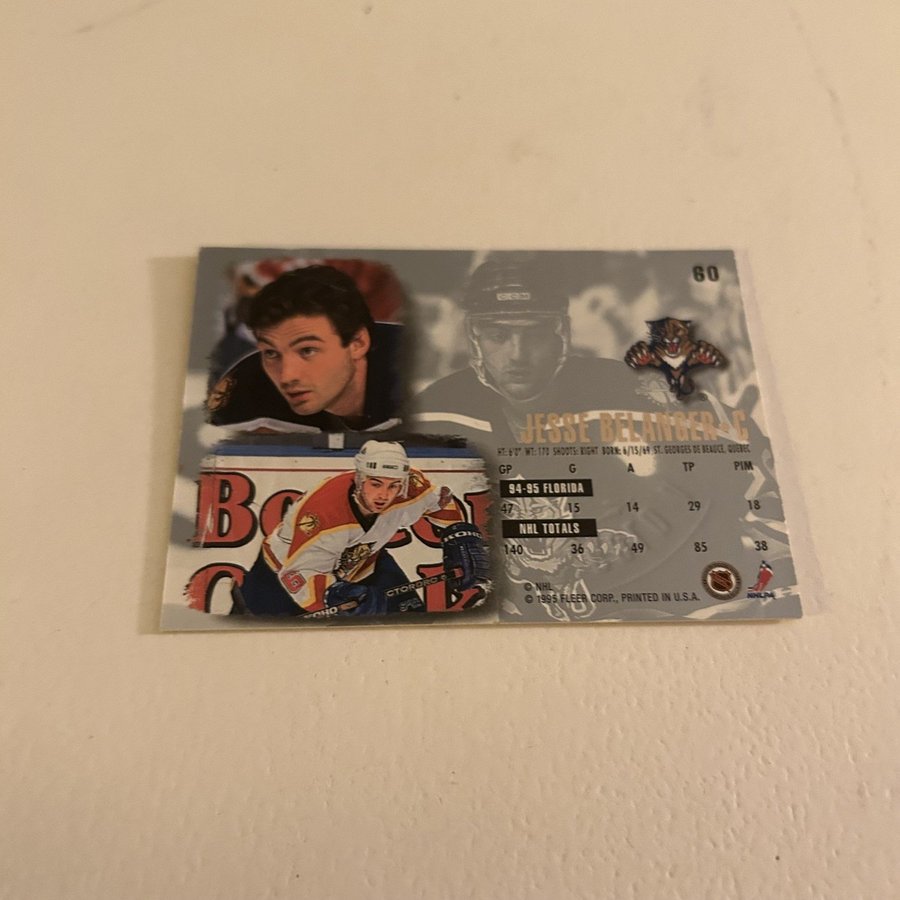 60
CCM
JESSE BELANGER • C
HT: 6'0" WT: 170 SHOOTS: RIGHT BORN: 6/15/69 ST. GEORGES DE BEAUCE, QUEBEC
GP G A TP PIM
94-95 FLORIDA
47 15 14 29 18
NHL TOTALS
140 36 49 85 38
© NHL
© 1995 FLEER CORP., PRINTED IN U.S.A.
NHLPA